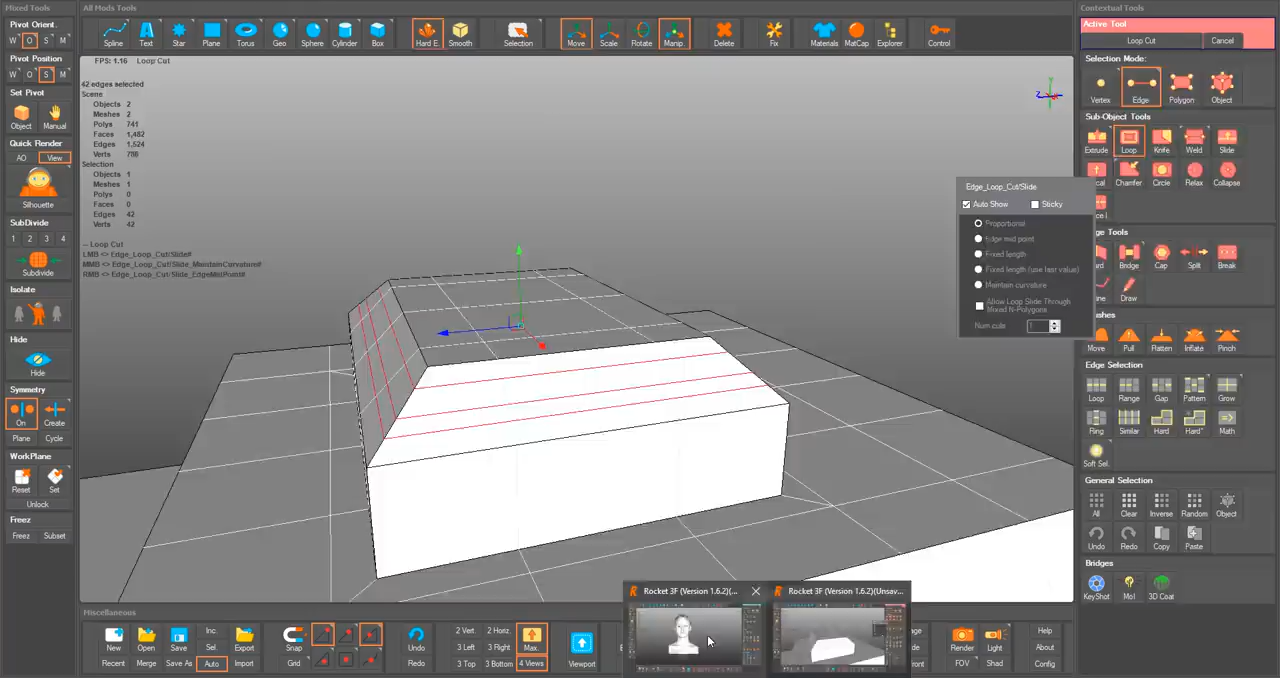 Mixed Tools
All Mods Tools
Contextual Tools
Pivot Orient.
W O S M
Pivot Position
W O S M
Set Pivot
Object Manual
Quick Render
AO View
Silhouette
SubDivide
1 2 3 4
Subdivide
Isolate
Hide
Hide
Symmetry
On Create
Plane Cycle
WorkPlane
Reset Set
Unlock
Freez
Freez Subset
Spline Text Star Plane Torus Geo Sphere Cylinder Box Hard E. Smooth Selection Move Scale Rotate Manip. Delete Fix Materials MatCap Explorer Control
FPS: 1.16 Loop Cut
42 edges selected
Scene
Objects 2
Meshes 2
Polys 741
Faces 1,482
Edges 1,524
Verts 786
Selection
Objects 1
Meshes 1
Polys 0
Faces 0
Edges 42
Verts 42
-- Loop Cut
LMB <> Edge_Loop_Cut/Slide#
MMB <> Edge_Loop_Cut/Slide_MaintainCurvature#
RMB <> Edge_Loop_Cut/Slide_EdgeMidPoint#
Z
Edge_Loop_Cut/Slide
Auto Show Sticky
Proportional
Edge mid point
Fixed length
Fixed length (use last value)
Maintain curvature
Allow Loop Slide Through
Mixed N-Polygons
Num cuts 1
Active Tool
Loop Cut Cancel
Selection Mode:
Vertex Edge Polygon Object
Sub-Object Tools
Extrude Loop Knife Weld Slide
Chamfer Circle Relax Collapse
Bridge Cap Split Break
Draw
Move Pull Flatten Inflate Pinch
Edge Selection
Loop Range Gap Pattern Grow
Ring Similar Hard Hard* Math
Soft Sel.
General Selection
All Clear Inverse Random Object
Undo Redo Copy Paste
Bridges
KeyShot Mo! 3D Coat
Miscellaneous
New Open Save Inc. Export
Sel.
Recent Merge Save As Auto Import
Snap
Grid
Undo
Redo
2 Vert. 2 Horz.
3 Left 3 Right
3 Top 3 Bottom
Max.
4 Views
Viewport
Rocket 3F (Version 1.6.2)(...
Rocket 3F (Version 1.6.2)(Unsav...
Render Light
FOV Shad
Help
About
Config